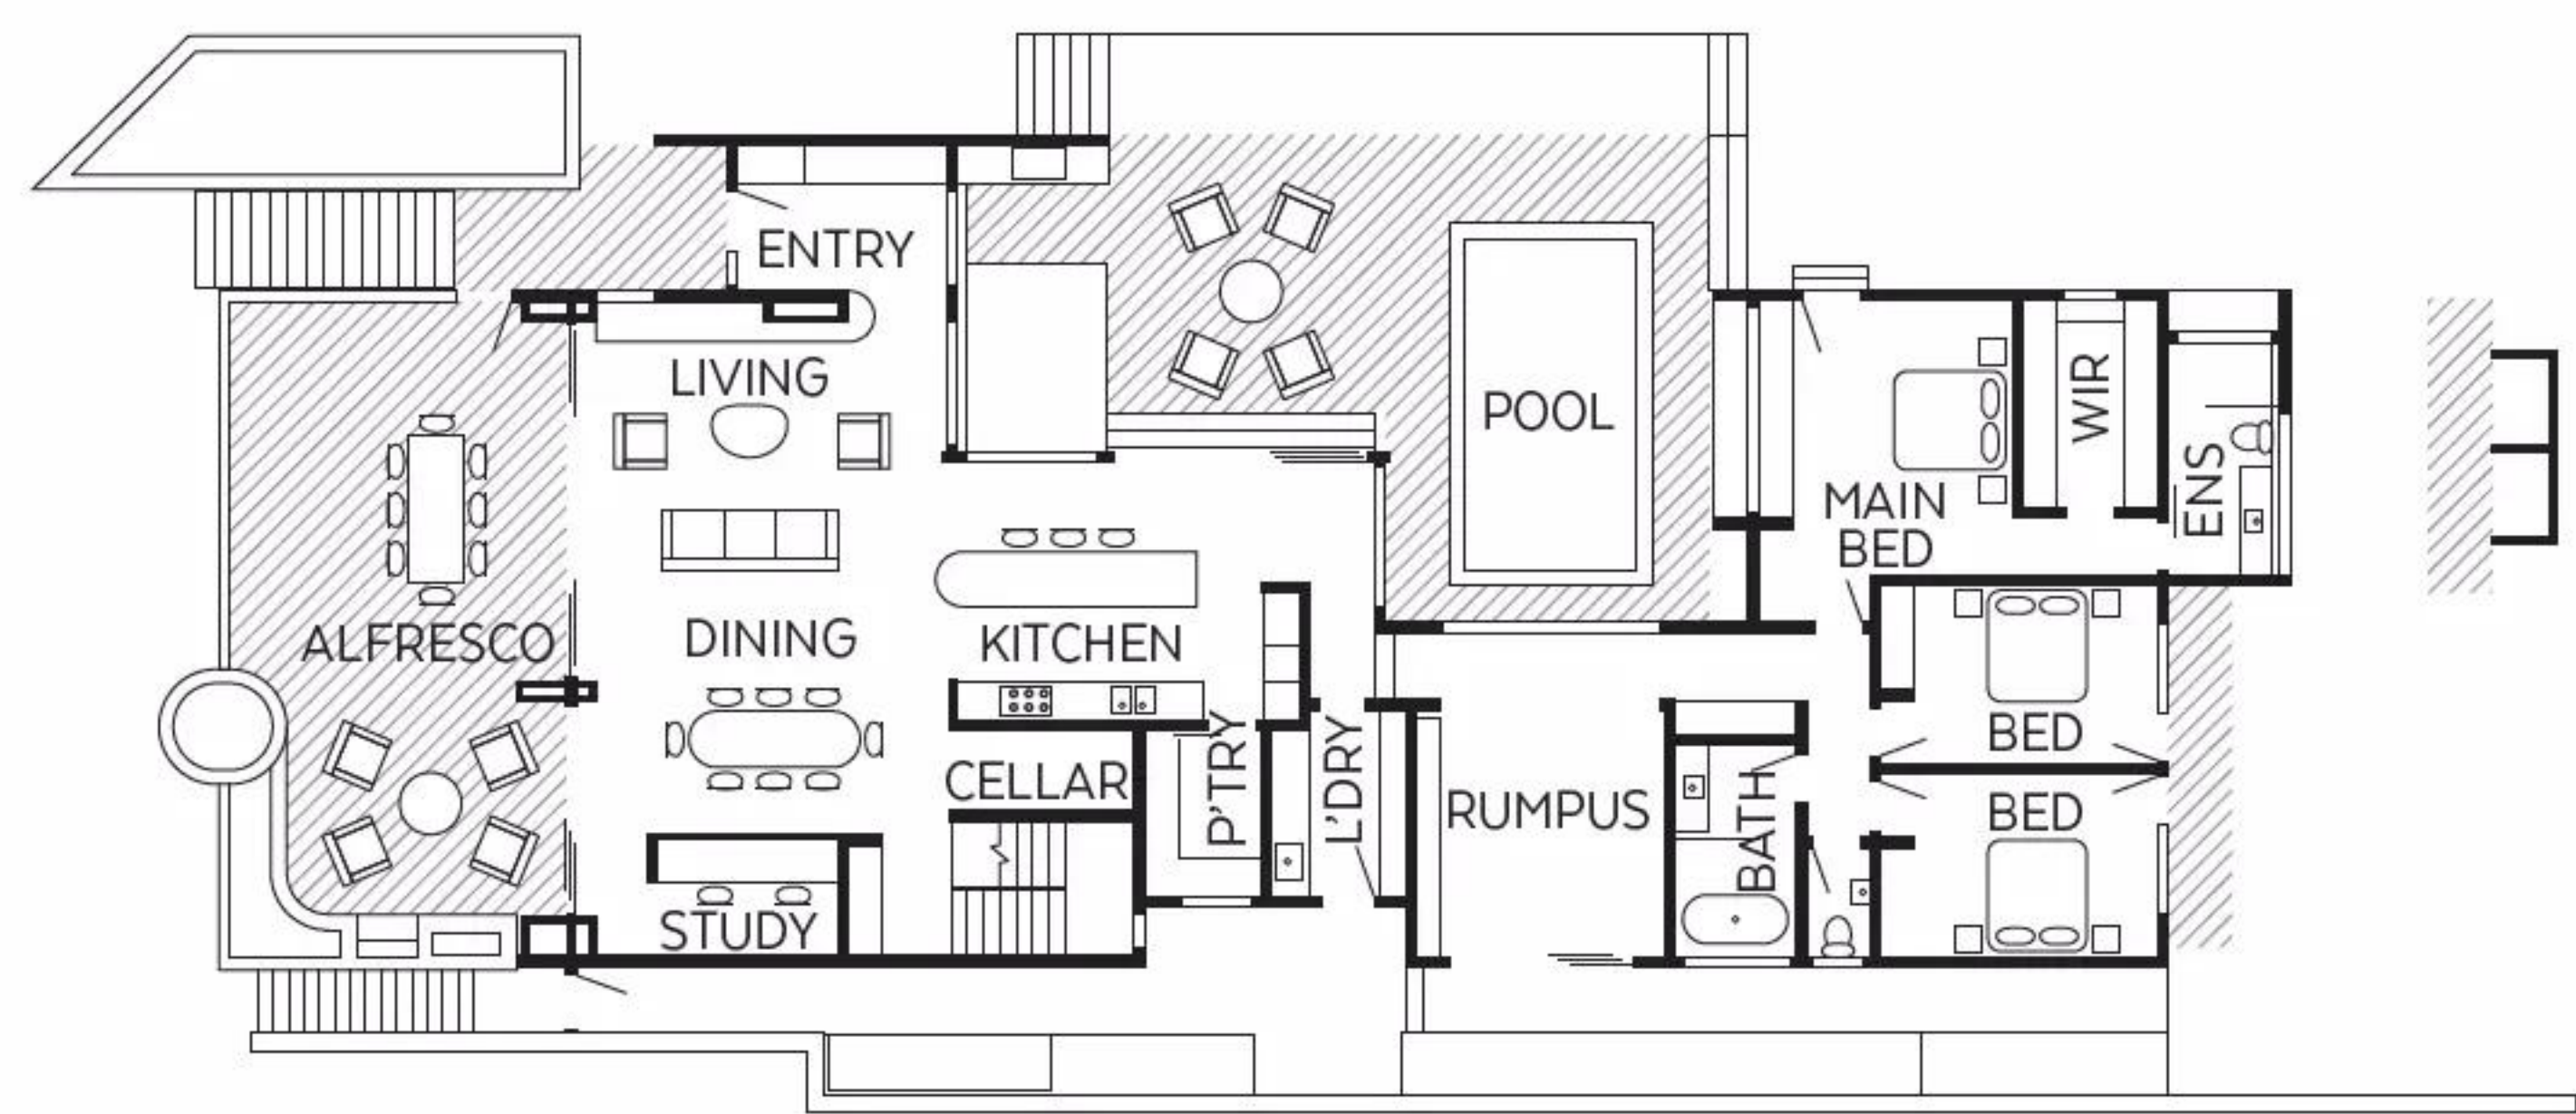 ENTRY
LIVING
POOL
WIR
MAIN
BED
ENS
ALFRESCO
DINING
KITCHEN
BED
CELLAR
P'TRY
L'DRY
RUMPUS
BATH
BED
STUDY